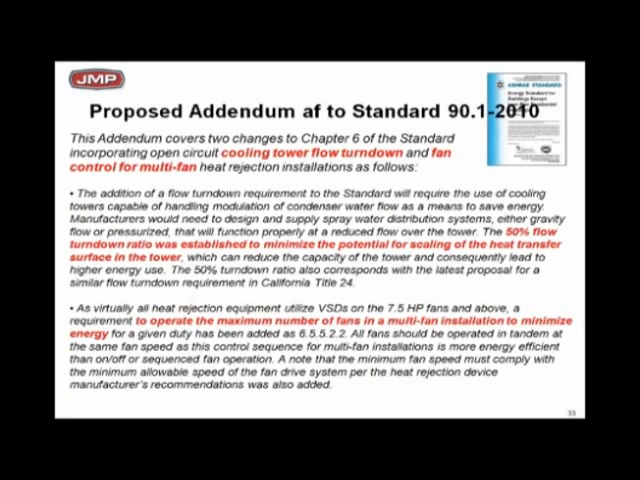 JMP
ASHRAE STANDARD
Energy Standard for
Buildings Except
Proposed Addendum af to Standard 90.1-2010
This Addendum covers two changes to Chapter 6 of the Standard
incorporating open circuit cooling tower flow turndown and fan
control for multi-fan heat rejection installations as follows:
• The addition of a flow turndown requirement to the Standard will require the use of cooling
towers capable of handling modulation of condenser water flow as a means to save energy.
Manufacturers would need to design and supply spray water distribution systems, either gravity
flow or pressurized, that will function properly at a reduced flow over the tower. The 50% flow
turndown ratio was established to minimize the potential for scaling of the heat transfer
surface in the tower, which can reduce the capacity of the tower and consequently lead to
higher energy use. The 50% turndown ratio also corresponds with the latest proposal for a
similar flow turndown requirement in California Title 24.
• As virtually all heat rejection equipment utilize VSDs on the 7.5 HP fans and above, a
requirement to operate the maximum number of fans in a multi-fan installation to minimize
energy for a given duty has been added as 6.5.5.2.2. All fans should be operated in tandem at
the same fan speed as this control sequence for multi-fan installations is more energy efficient
than on/off or sequenced fan operation. A note that the minimum fan speed must comply with
the minimum allowable speed of the fan drive system per the heat rejection device
manufacturer's recommendations was also added.
33